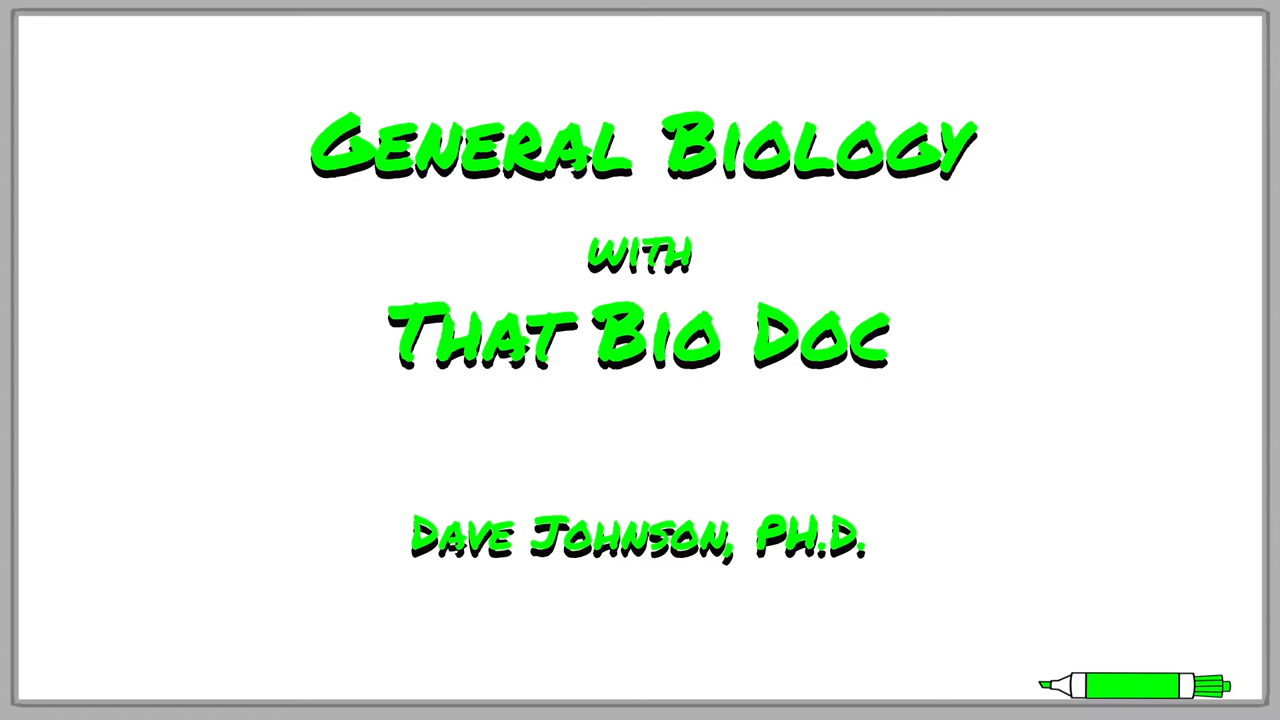 General Biology
with
That Bio Doc
Dave Johnson, PH.D.